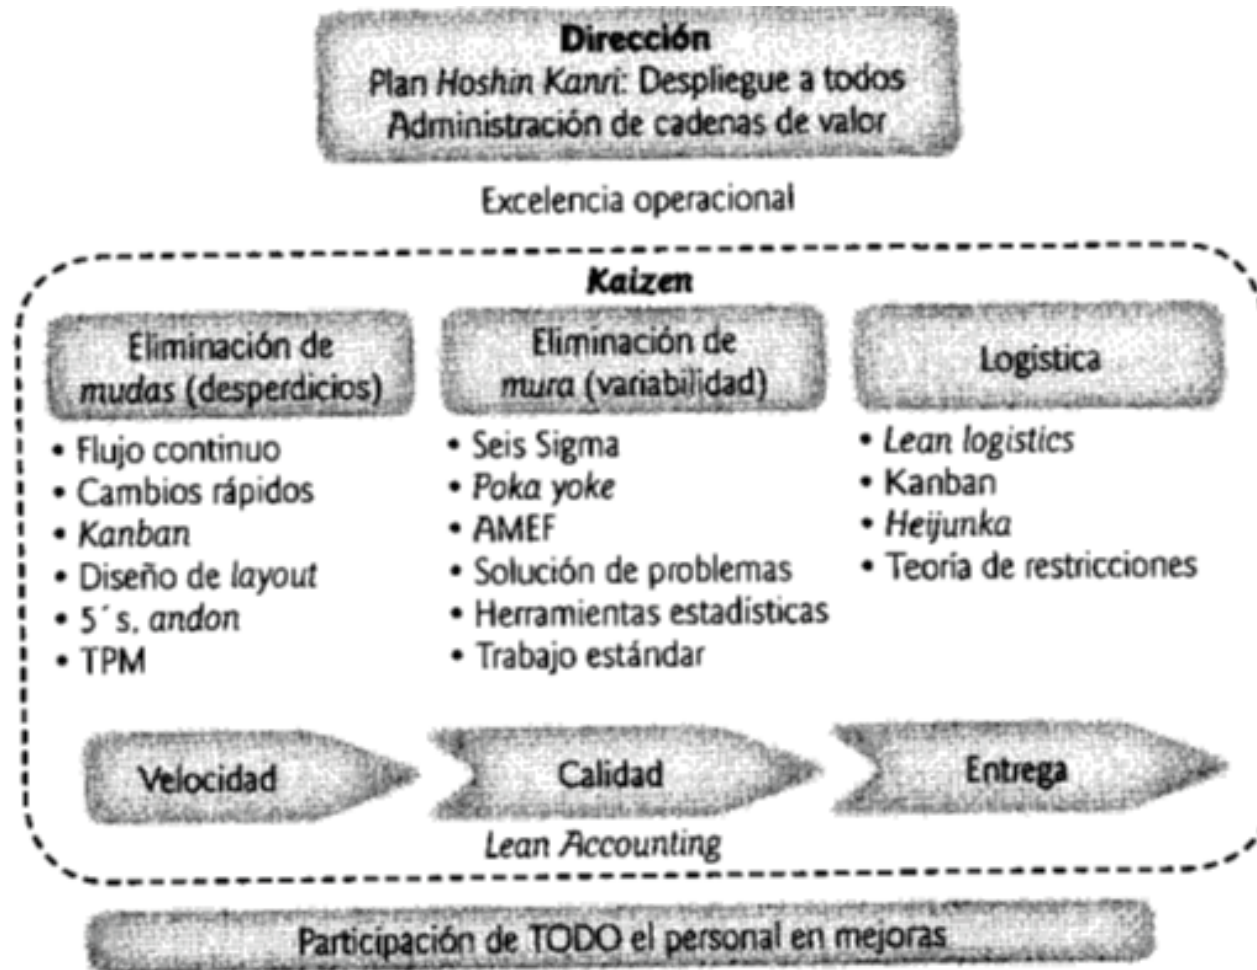 Dirección
Plan Hoshin Kanri: Despliegue a todos
Administración de cadenas de valor
Excelencia operacional
Kaizen
Eliminación de
mudas (desperdicios)
• Flujo continuo
• Cambios rápidos
• Kanban
• Diseño de layout
• 5´s, andon
• TPM
Eliminación de
mura (variabilidad)
• Seis Sigma
• Poka yoke
• AMEF
• Solución de problemas
• Herramientas estadísticas
• Trabajo estándar
Logística
• Lean logistics
• Kanban
• Heijunka
• Teoría de restricciones
Velocidad
Calidad
Entrega
Lean Accounting
Participación de TODO el personal en mejoras